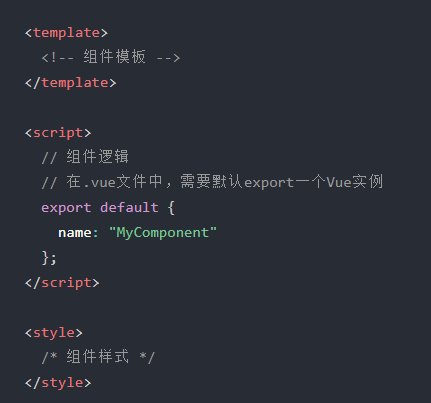 <template>
  <!-- 组件模板 -->
</template>

<script>
  // 组件逻辑
  // 在.vue文件中，需要默认export一个Vue实例
  export default {
    name: "MyComponent"
  };
</script>

<style>
  /* 组件样式 */
</style>